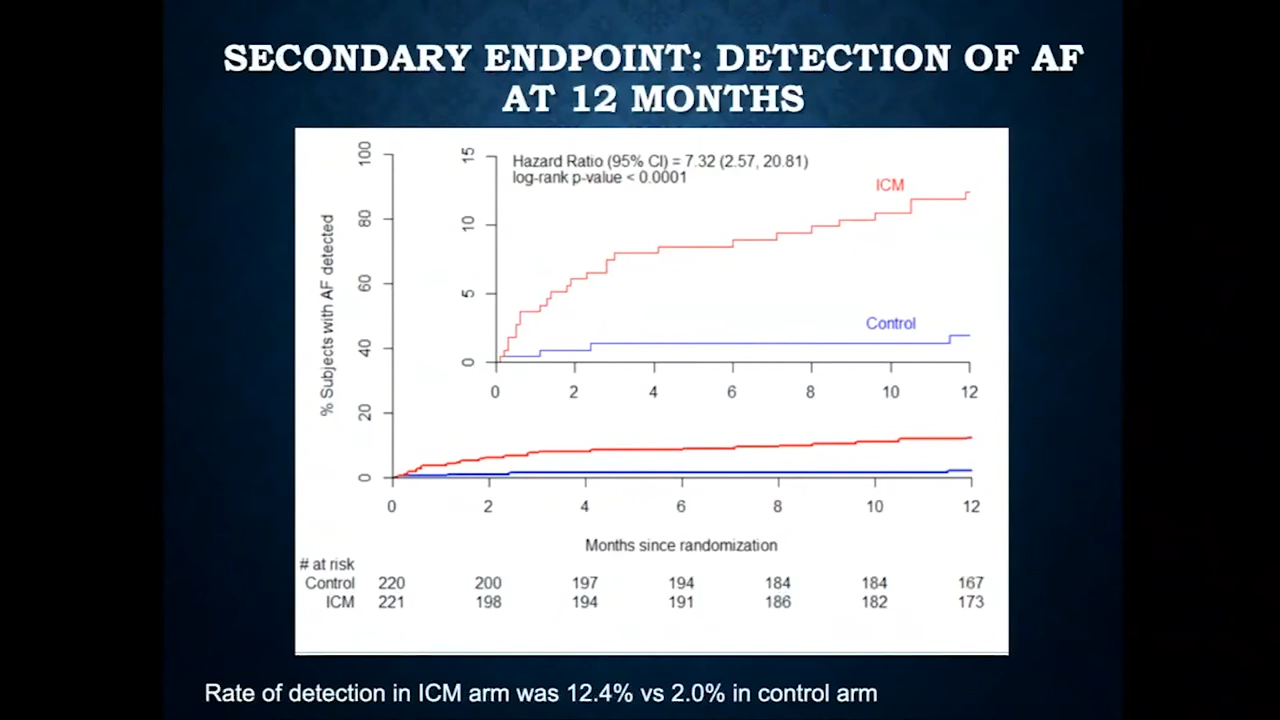 SECONDARY ENDPOINT: DETECTION OF AF
AT 12 MONTHS
% Subjects with AF detected
100
80
60
40
20
0
15
10
5
0
Hazard Ratio (95% CI) = 7.32 (2.57, 20.81)
log-rank p-value < 0.0001
ICM
Control
0 2 4 6 8 10 12
0 2 4 6 8 10 12
Months since randomization
# at risk
Control 220 200 197 194 184 184 167
ICM 221 198 194 191 186 182 173
Rate of detection in ICM arm was 12.4% vs 2.0% in control arm